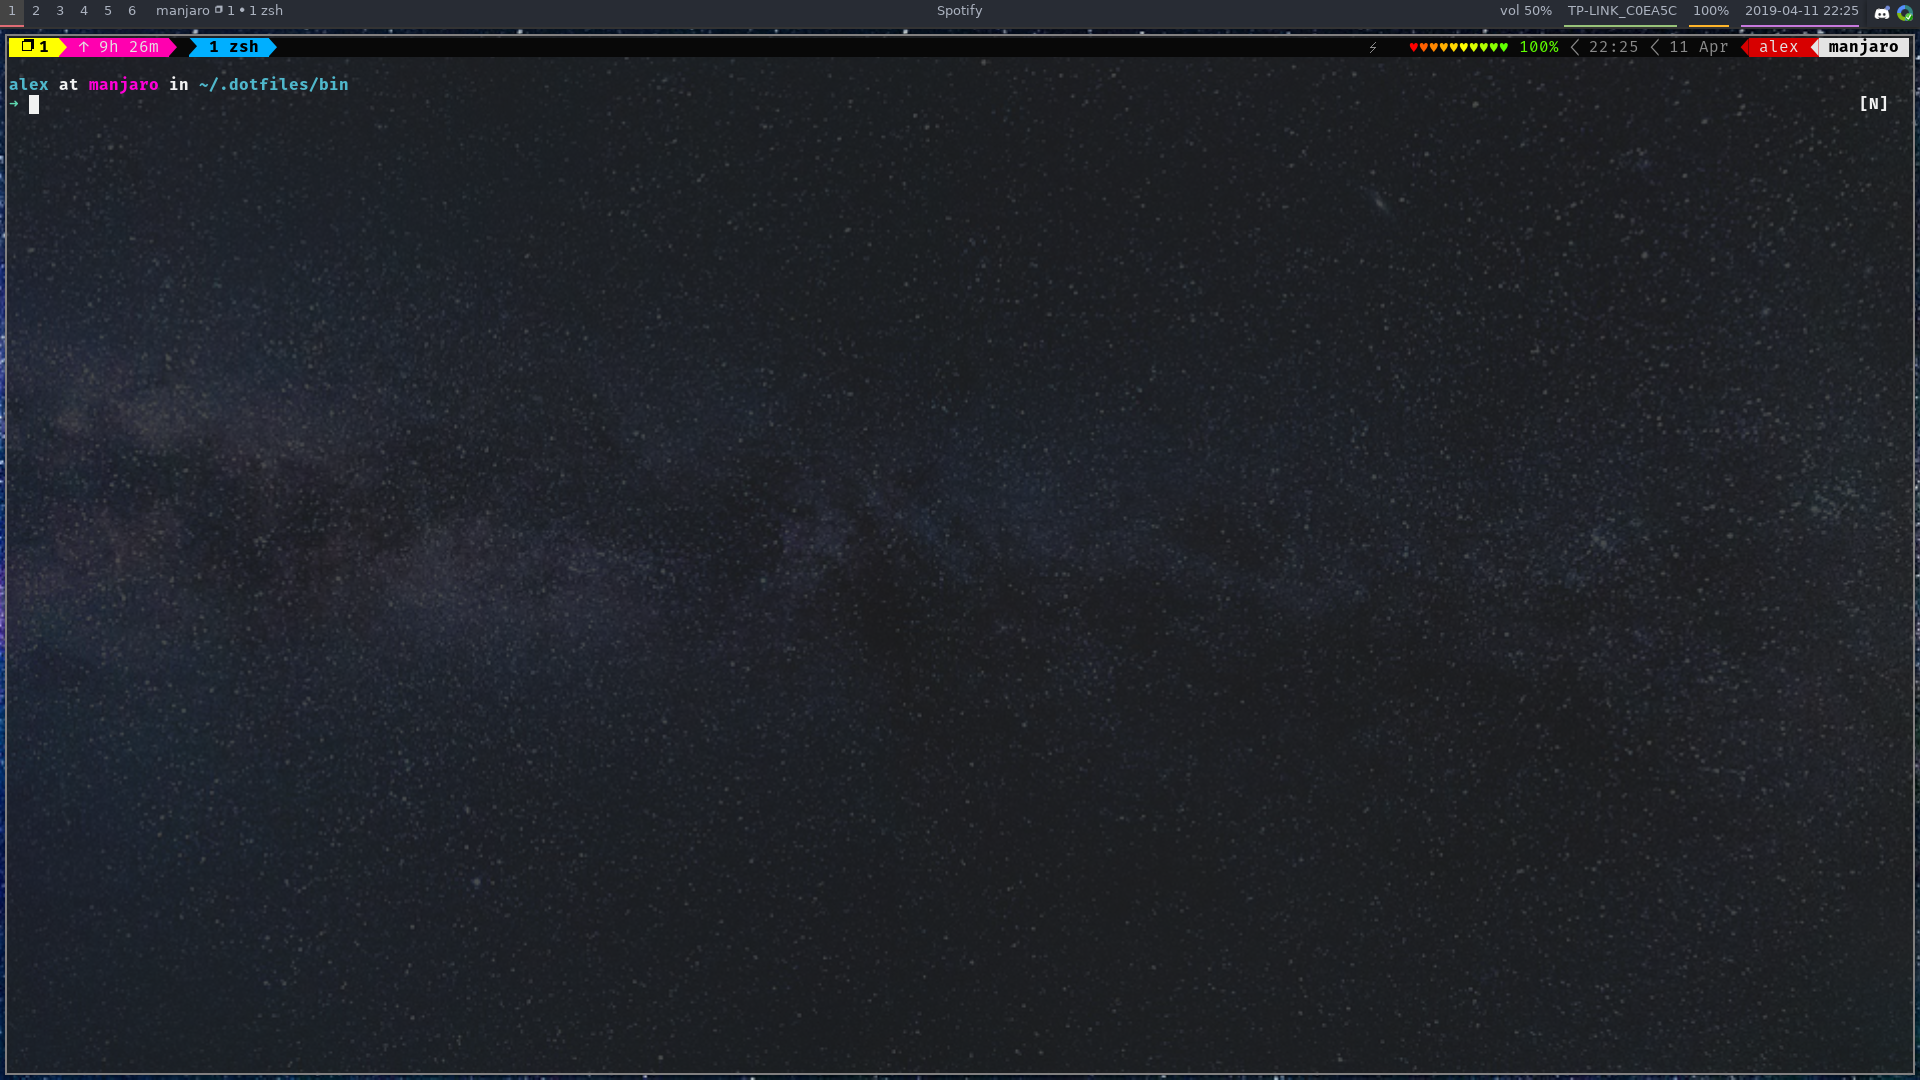 1 2 3 4 5 6 manjaro ❐ 1 • 1 zsh Spotify vol 50% TP-LINK_C0EA5C 100% 2019-04-11 22:25
❐ 1 ↑ 9h 26m 1 zsh ⚡ ♥♥♥♥♥♥♥♥♥♥ 100% 22:25 11 Apr alex manjaro
alex at manjaro in ~/.dotfiles/bin
➜ [N]